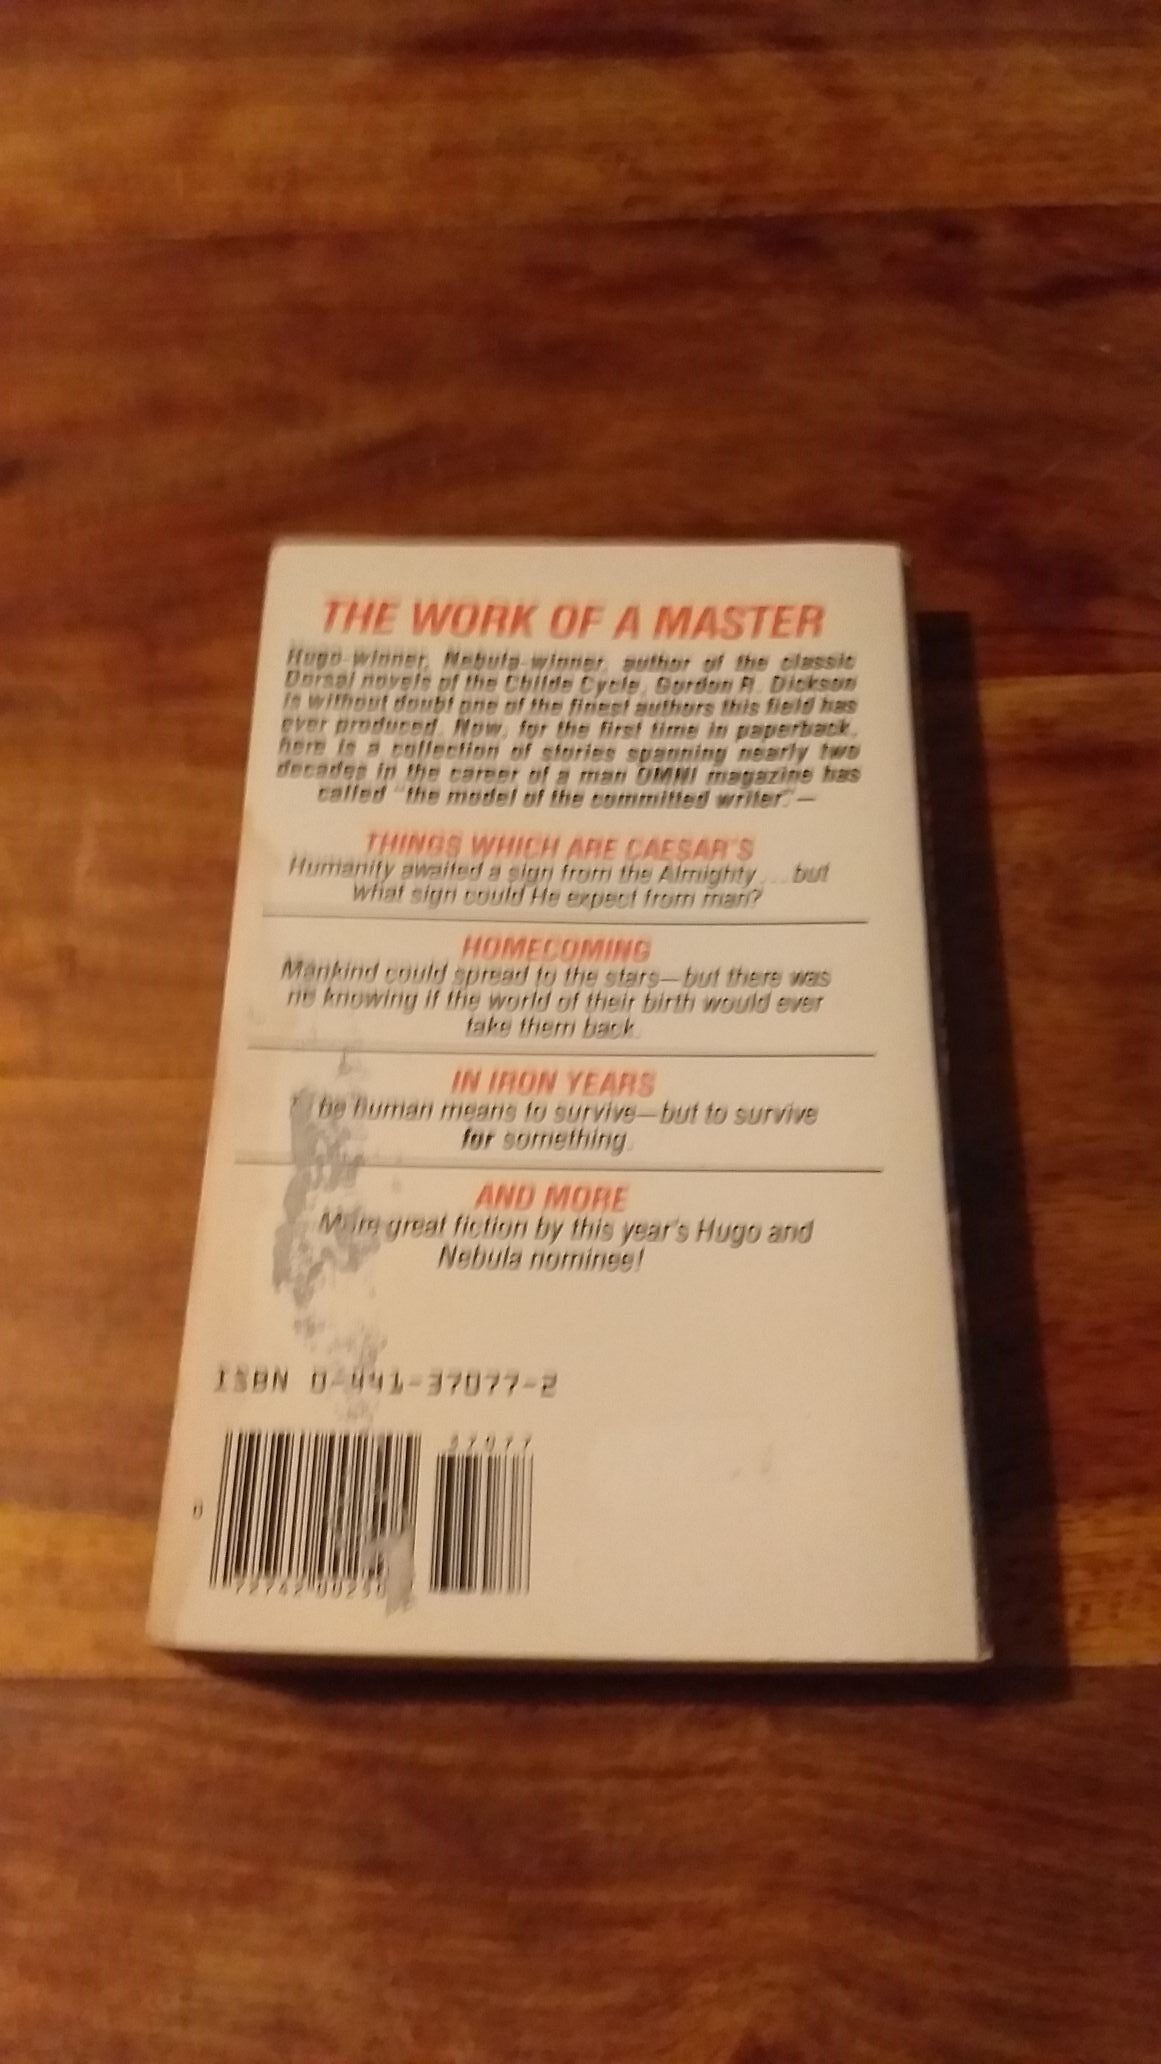 THE WORK OF A MASTER
Hugo-winner, Nebula-winner, author of the classic
Dorsai novels of the Childe Cycle, Gordon R. Dickson
is without doubt one of the finest authors this field has
ever produced. Now, for the first time in paperback,
here is a collection of stories spanning nearly two
decades in the career of a man OMNI magazine has
called "the model of the committed writer."—
THINGS WHICH ARE CAESAR'S
Humanity awaited a sign from the Almighty...but
what sign could He expect from man?
HOMECOMING
Mankind could spread to the stars—but there was
no knowing if the world of their birth would ever
take them back.
IN IRON YEARS
be human means to survive—but to survive
for something.
AND MORE
More great fiction by this year's Hugo and
Nebula nominee!
ISBN 0-441-37077-2
37077
0